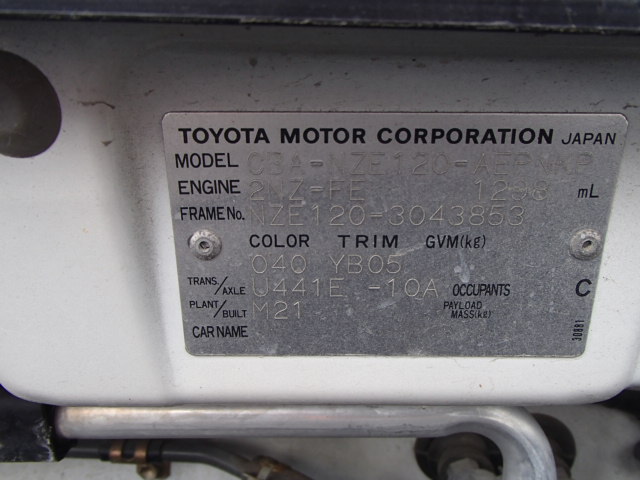 TOYOTA MOTOR CORPORATION JAPAN
MODEL CBA-NZE120-AEPNKP
ENGINE 2NZ-FE 1298 mL
FRAME No. NZE120-3043853
COLOR TRIM GVM(kg)
040 YB05
TRANS/AXLE U441E -10A OCCUPANTS C
PLANT/BUILT M21 PAYLOAD MASS(kg)
CAR NAME
30881